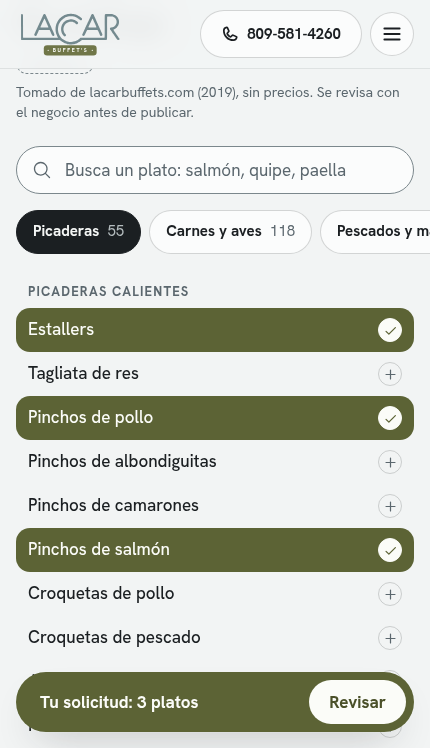 LACAR
BUFFET'S
809-581-4260
Tomado de lacarbuffets.com (2019), sin precios. Se revisa con
el negocio antes de publicar.
Busca un plato: salmón, quipe, paella
Picaderas 55
Carnes y aves 118
Pescados y m
PICADERAS CALIENTES
Estallers
Tagliata de res
Pinchos de pollo
Pinchos de albondiguitas
Pinchos de camarones
Pinchos de salmón
Croquetas de pollo
Croquetas de pescado
Tu solicitud: 3 platos
Revisar